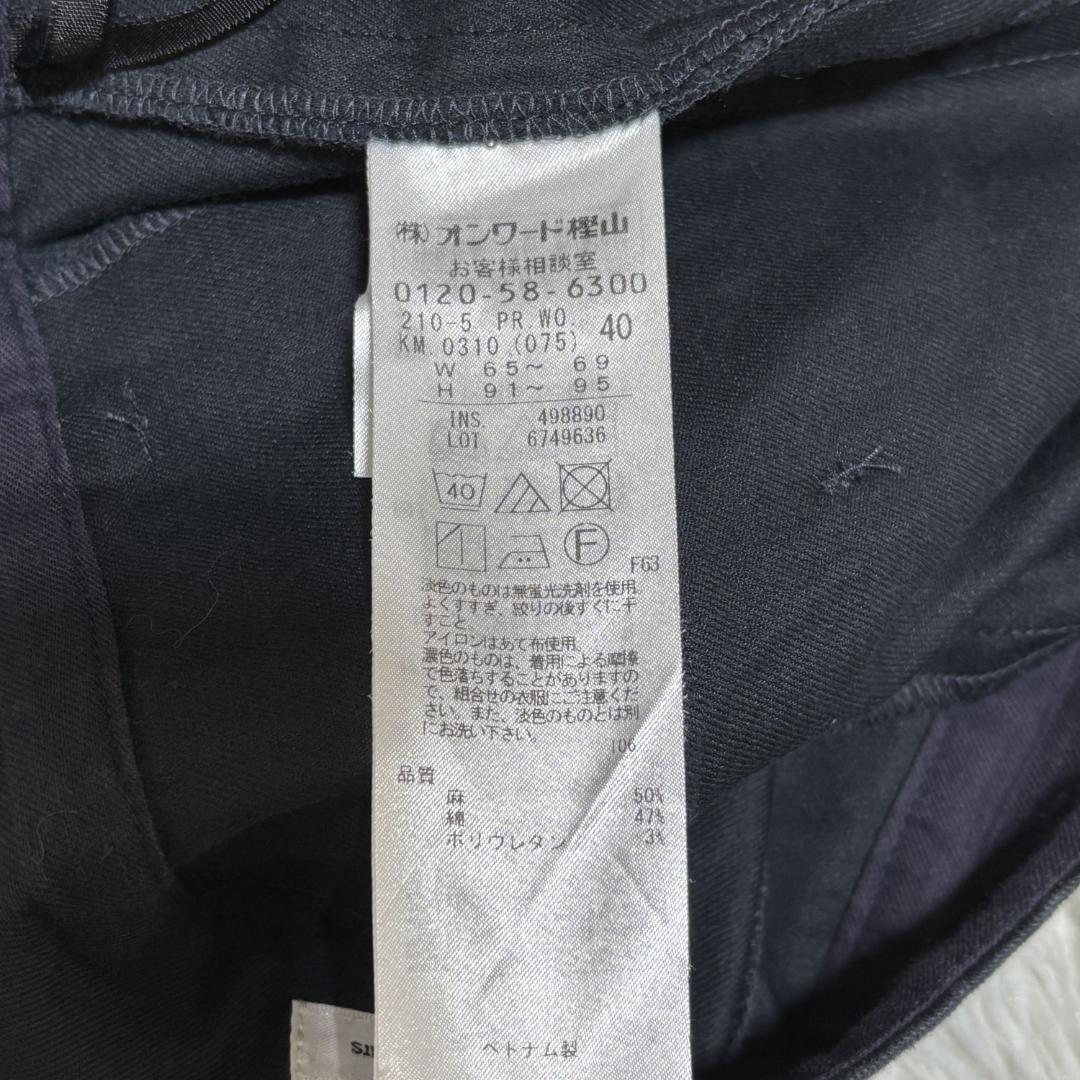 (株)オンワード樫山
お客様相談室
0120-58-6300
210-5 PR.WO. 40
KM.0310 (075)
W 65〜 69
H 91〜 95
INS. 498890
LOT 6749636
40
F
F63
淡色のものは無蛍光洗剤を使用
よくすすぎ、絞りの後すぐに干
すこと。
アイロンはあて布使用。
濃色のものは、着用による摩擦
で色落ちすることがありますの
で、組合せの衣服にご注意くだ
さい。また、淡色のものとは別
にお洗い下さい。
106
品質
麻 50%
綿 47%
ポリウレタン 3%
ベトナム製